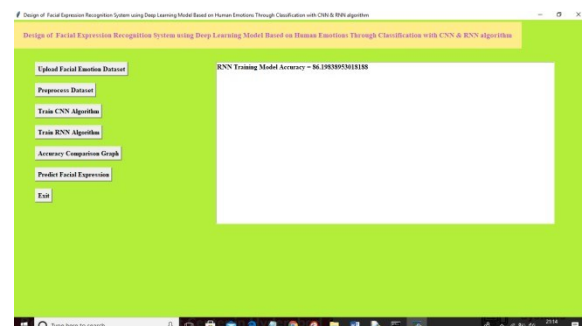 Design of Facial Expression Recognition System using Deep Learning Model Based on Human Emotions Through Classification with CNN & RNN algorithm
Design of Facial Expression Recognition System using Deep Learning Model Based on Human Emotions Through Classification with CNN & RNN algorithm
Upload Facial Emotion Dataset
RNN Training Model Accuracy = 86.19838953018188
Preprocess Dataset
Train CNN Algorithm
Train RNN Algorithm
Accuracy Comparison Graph
Predict Facial Expression
Exit
Type here to search
21:14